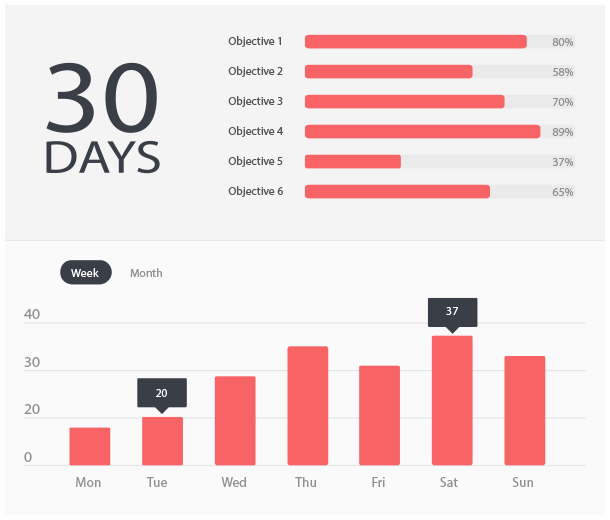 30
DAYS
Objective 1 80%
Objective 2 58%
Objective 3 70%
Objective 4 89%
Objective 5 37%
Objective 6 65%
Week Month
40
37
30
20
20
0
Mon Tue Wed Thu Fri Sat Sun